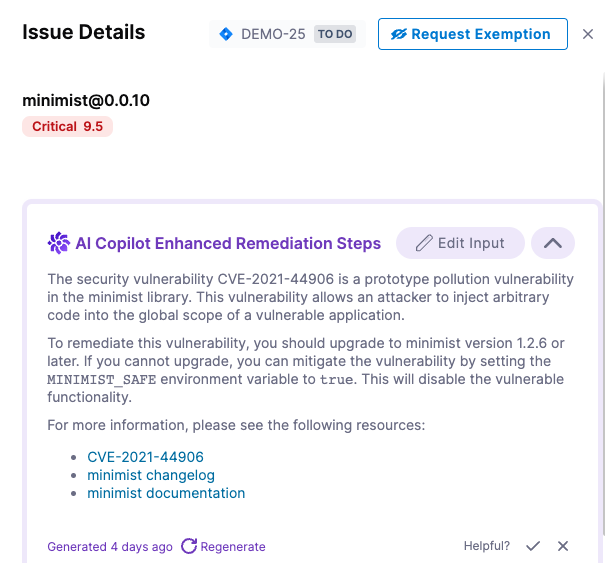 Issue Details
DEMO-25 TO DO
Request Exemption
minimist@0.0.10
Critical 9.5
AI Copilot Enhanced Remediation Steps
Edit Input
The security vulnerability CVE-2021-44906 is a prototype pollution vulnerability
in the minimist library. This vulnerability allows an attacker to inject arbitrary
code into the global scope of a vulnerable application.
To remediate this vulnerability, you should upgrade to minimist version 1.2.6 or
later. If you cannot upgrade, you can mitigate the vulnerability by setting the
MINIMIST_SAFE environment variable to true. This will disable the vulnerable
functionality.
For more information, please see the following resources:
• CVE-2021-44906
• minimist changelog
• minimist documentation
Generated 4 days ago Regenerate
Helpful?